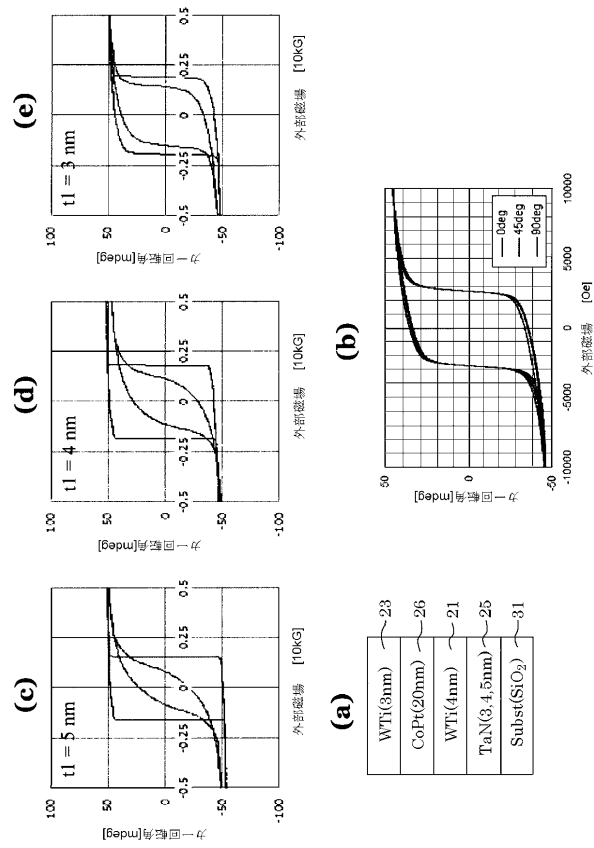 (a)
WTi(3nm) 23
CoPt(20nm) 26
WTi(4nm) 21
TaN(3,4,5nm) 25
Subst(SiO₂) 31
(b)
カー回転角[mdeg]
50
0
-50
-10000
-5000
0
5000
10000
外部磁場 [Oe]
0deg
45deg
90deg
(c)
t1 = 5 nm
カー回転角[mdeg]
100
50
0
-50
-100
-0.5
-0.25
0
0.25
0.5
外部磁場 [10kG]
(d)
t1 = 4 nm
カー回転角[mdeg]
100
50
0
-50
-100
-0.5
-0.25
0
0.25
0.5
外部磁場 [10kG]
(e)
t1 = 3 nm
カー回転角[mdeg]
100
50
0
-50
-100
-0.5
-0.25
0
0.25
0.5
外部磁場 [10kG]